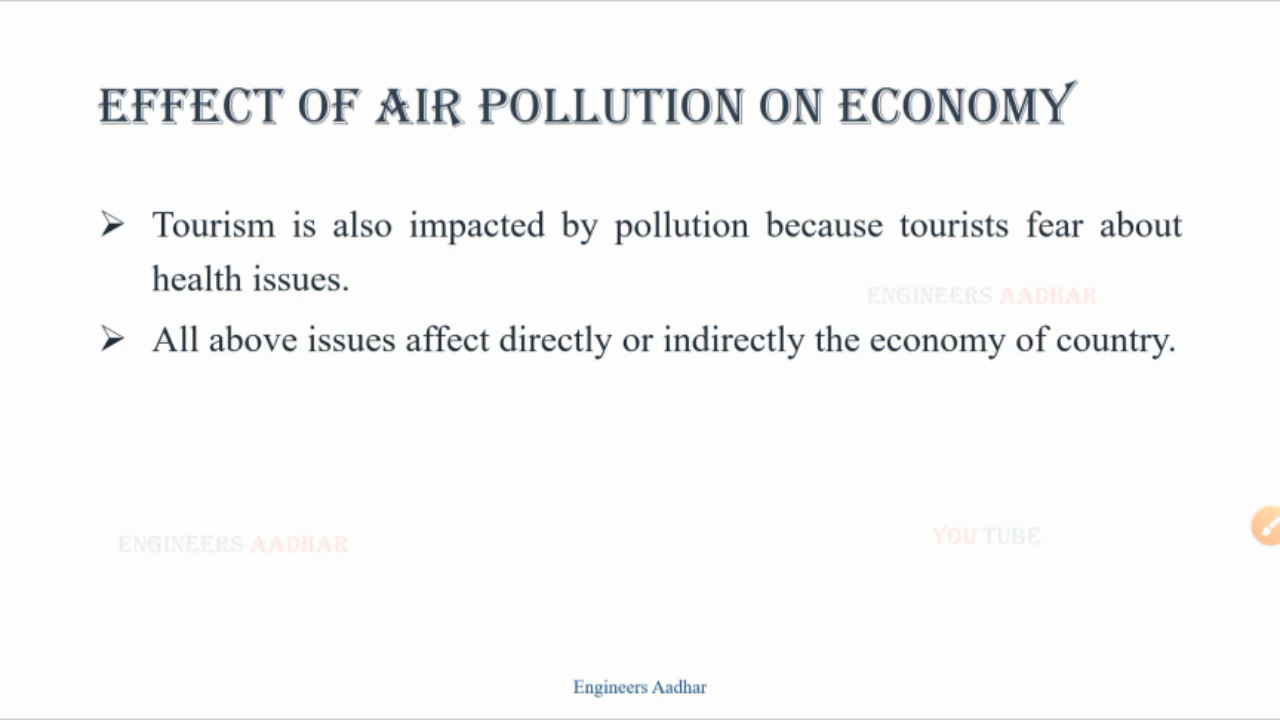 EFFECT OF AIR POLLUTION ON ECONOMY
➢ Tourism is also impacted by pollution because tourists fear about
health issues.
ENGINEERS AADHAR
➢ All above issues affect directly or indirectly the economy of country.
ENGINEERS AADHAR
YOU TUBE
Engineers Aadhar